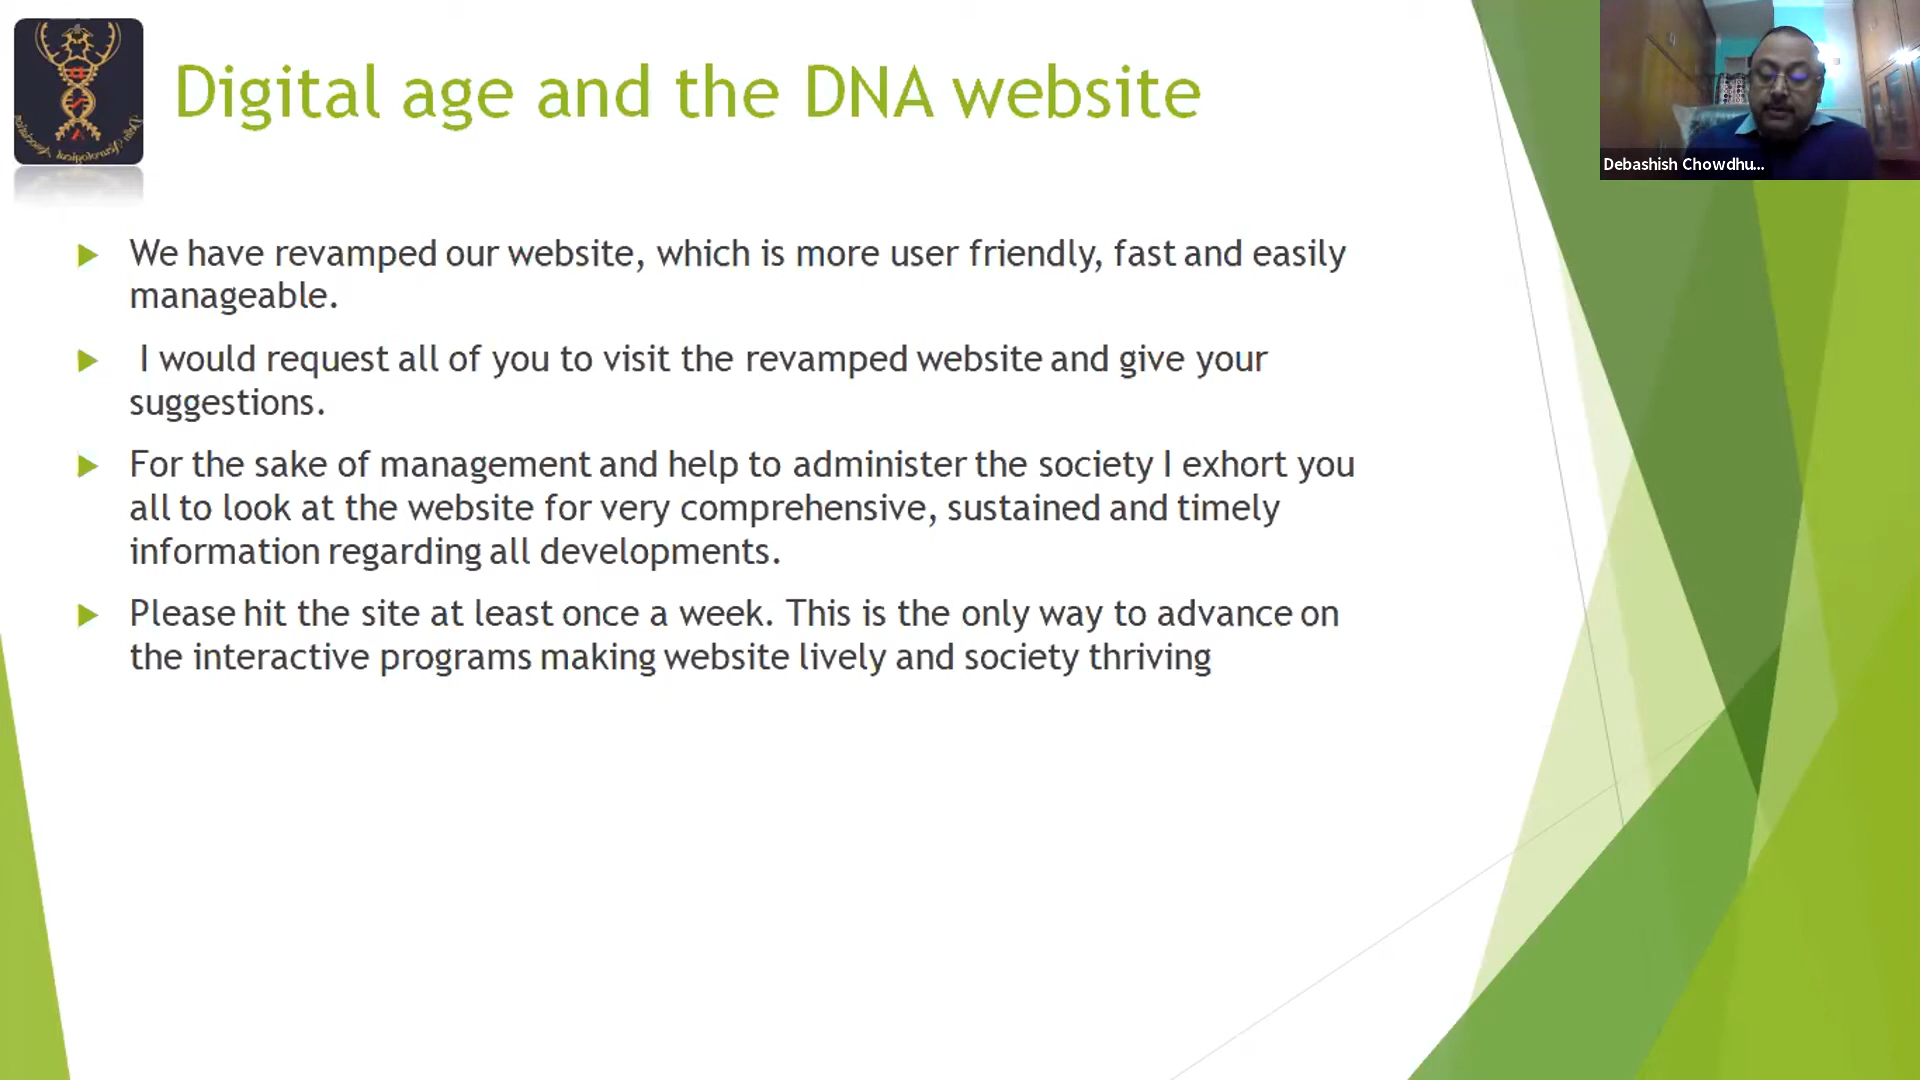 Digital age and the DNA website
Debashish Chowdhu...
We have revamped our website, which is more user friendly, fast and easily
manageable.
I would request all of you to visit the revamped website and give your
suggestions.
For the sake of management and help to administer the society I exhort you
all to look at the website for very comprehensive, sustained and timely
information regarding all developments.
Please hit the site at least once a week. This is the only way to advance on
the interactive programs making website lively and society thriving